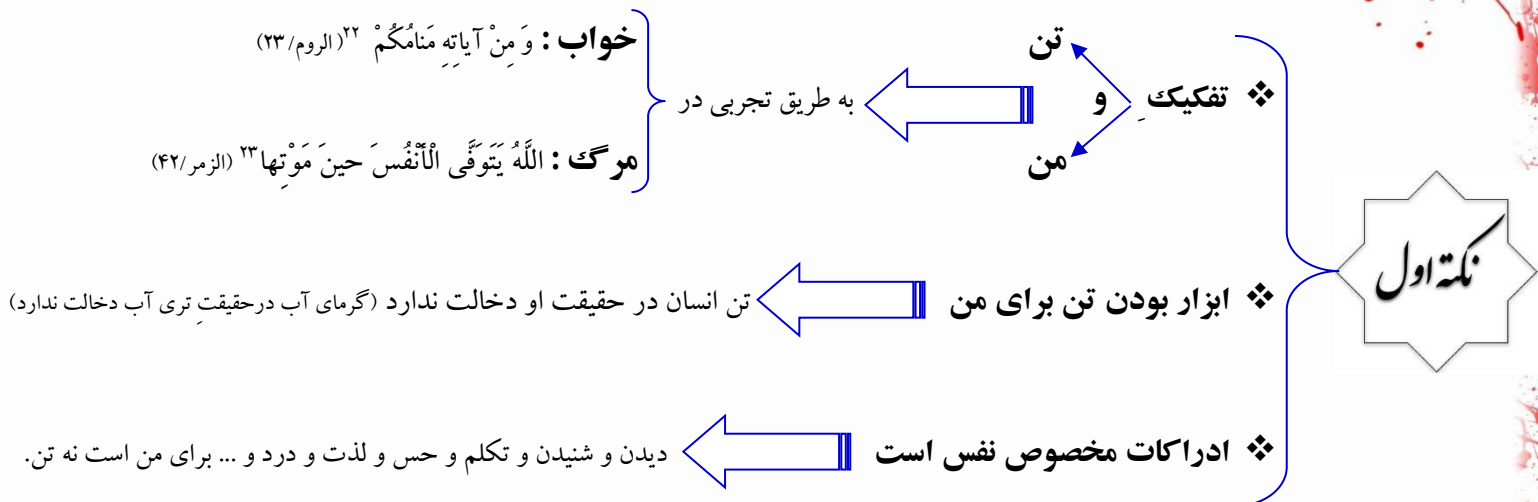 نکته اول
❖ تفکیکِ تن و من
به طریق تجربی در
خواب : وَ مِنْ آیاتِهِ مَنامُکُمْ ۲۲ (الروم/۲۳)
مرگ : اللَّهُ یَتَوَفَّی الْأَنْفُسَ حینَ مَوْتِها ۲۳ (الزمر/۴۲)
❖ ابزار بودن تن برای من
تن انسان در حقیقت او دخالت ندارد (گرمای آب درحقیقتِ تری آب دخالت ندارد)
❖ ادراکات مخصوص نفس است
دیدن و شنیدن و تکلم و حس و لذت و درد و ... برای من است نه تن.